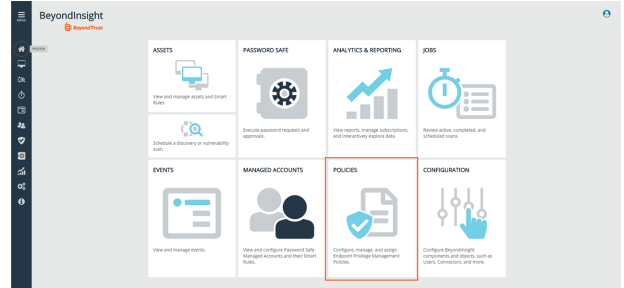 MENU
BeyondInsight
BeyondTrust
Home
ASSETS
View and manage assets and Smart
Rules
Schedule a discovery or vulnerability
scan.
PASSWORD SAFE
Execute password requests and
approvals.
ANALYTICS & REPORTING
View reports, manage subscriptions,
and interactively explore data.
JOBS
Review active, completed, and
scheduled scans.
EVENTS
View and manage events.
MANAGED ACCOUNTS
View and configure Password Safe
Managed Accounts and their Smart
Rules.
POLICIES
Configure, manage, and assign
Endpoint Privilege Management
Policies.
CONFIGURATION
Configure BeyondInsight
components and objects, such as
Users, Connectors, and more.